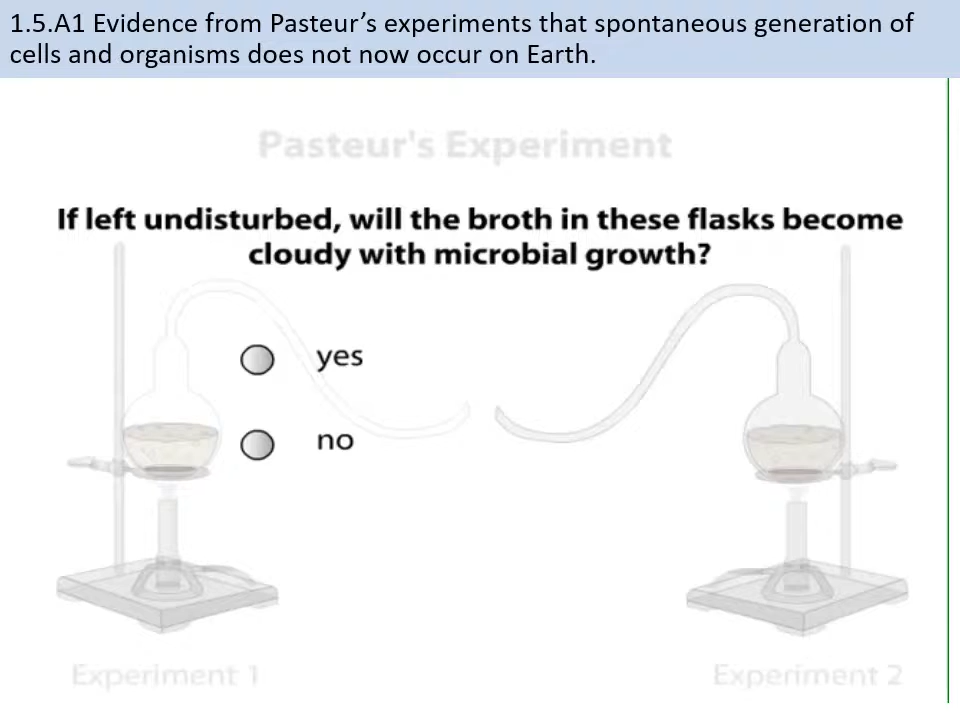 1.5.A1 Evidence from Pasteur’s experiments that spontaneous generation of
cells and organisms does not now occur on Earth.
Pasteur's Experiment
If left undisturbed, will the broth in these flasks become
cloudy with microbial growth?
yes
no
Experiment 1
Experiment 2